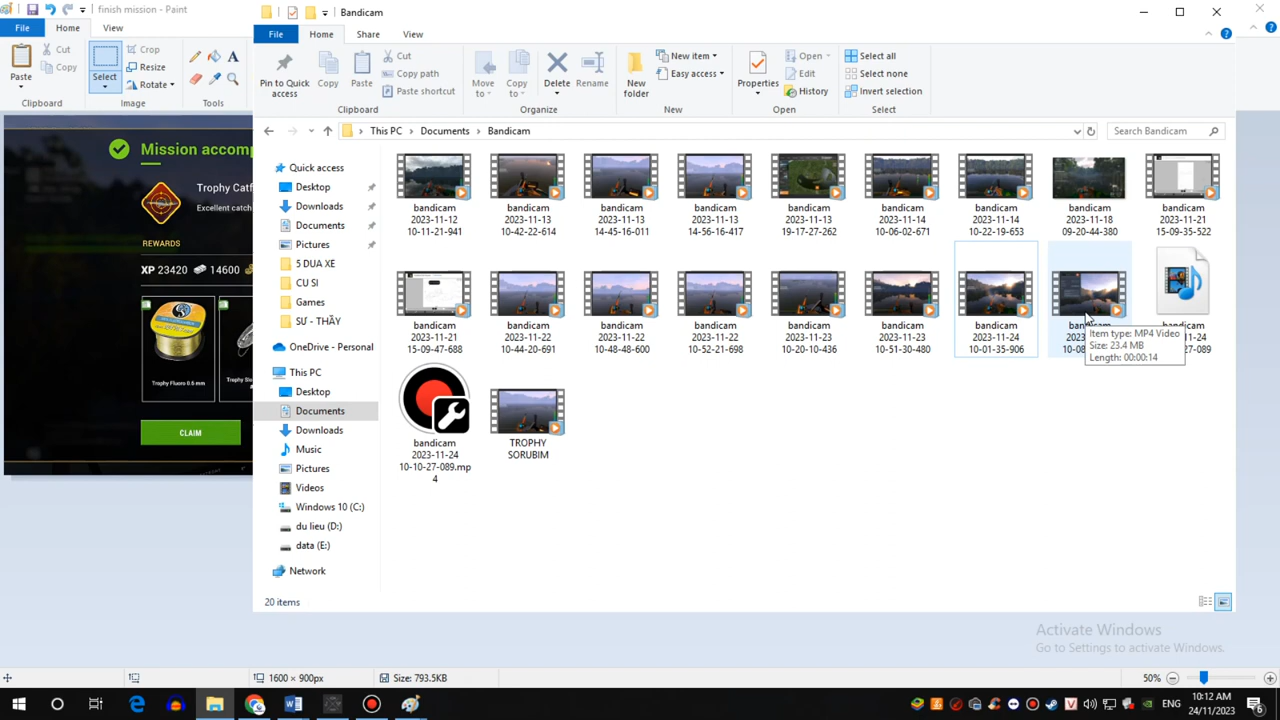 finish mission - Paint
Bandicam
File Home View
File Home Share View
Paste
Cut
Copy
Clipboard
Select
Crop
Resize
Rotate
Image
Tools
Pin to Quick access
Copy
Paste
Cut
Copy path
Paste shortcut
Clipboard
Move to
Copy to
Delete
Rename
Organize
New folder
New item
Easy access
New
Properties
Open
Edit
History
Open
Select all
Select none
Invert selection
Select
This PC > Documents > Bandicam
Search Bandicam
Mission accomp
Trophy Catf
Excellent catch
REWARDS
XP 23420 14600
Trophy Fluoro 0.6 mm
CLAIM
Quick access
Desktop
Downloads
Documents
Pictures
5 DUA XE
CU SI
Games
SƯ - THẦY
OneDrive - Personal
This PC
Desktop
Documents
Downloads
Music
Pictures
Videos
Windows 10 (C:)
du lieu (D:)
data (E:)
Network
bandicam 2023-11-12 10-11-21-941
bandicam 2023-11-13 10-42-22-614
bandicam 2023-11-13 14-45-16-011
bandicam 2023-11-13 14-56-16-417
bandicam 2023-11-13 19-17-27-262
bandicam 2023-11-14 10-06-02-671
bandicam 2023-11-14 10-22-19-653
bandicam 2023-11-18 09-20-44-380
bandicam 2023-11-21 15-09-35-522
bandicam 2023-11-21 15-09-47-688
bandicam 2023-11-22 10-44-20-691
bandicam 2023-11-22 10-48-48-600
bandicam 2023-11-22 10-52-21-698
bandicam 2023-11-23 10-20-10-436
bandicam 2023-11-23 10-51-30-480
bandicam 2023-11-24 10-01-35-906
Item type: MP4 Video
Size: 23.4 MB
Length: 00:00:14
bandicam 2023-11-24 10-10-27-089.mp4
TROPHY SORUBIM
20 items
Activate Windows
Go to Settings to activate Windows.
1600 × 900px
Size: 793.5KB
50%
ENG
10:12 AM
24/11/2023
6